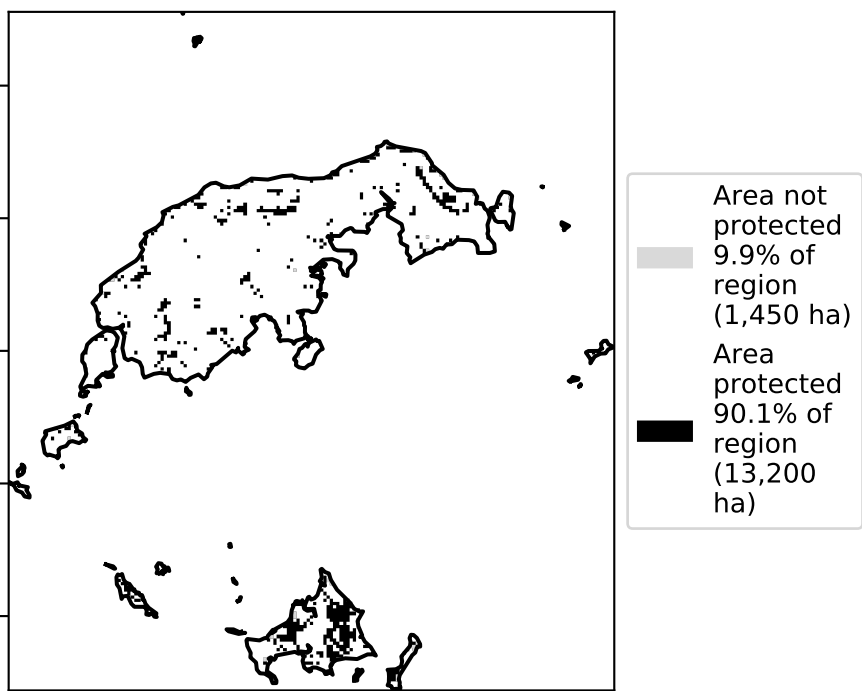 Area not
protected
9.9% of
region
(1,450 ha)
Area
protected
90.1% of
region
(13,200
ha)